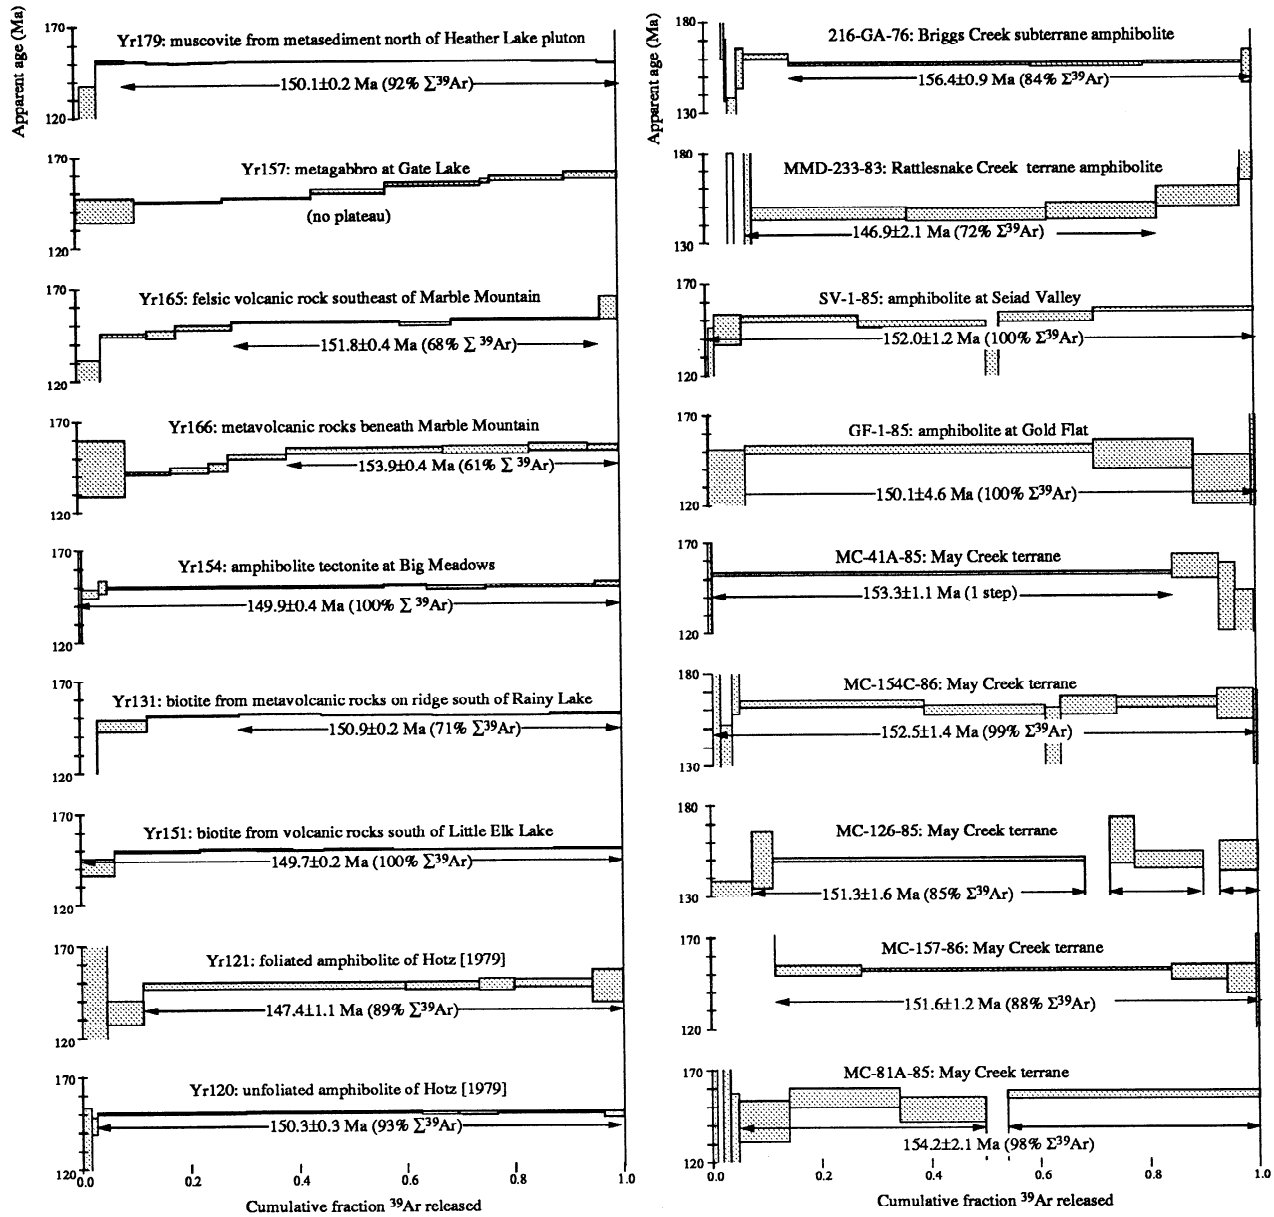 Apparent age (Ma)
170
120
Yr179: muscovite from metasediment north of Heather Lake pluton
150.1±0.2 Ma (92% Σ³⁹Ar)
170
120
Yr157: metagabbro at Gate Lake
(no plateau)
170
120
Yr165: felsic volcanic rock southeast of Marble Mountain
151.8±0.4 Ma (68% Σ ³⁹Ar)
170
120
Yr166: metavolcanic rocks beneath Marble Mountain
153.9±0.4 Ma (61% Σ ³⁹Ar)
170
120
Yr154: amphibolite tectonite at Big Meadows
149.9±0.4 Ma (100% Σ ³⁹Ar)
170
120
Yr131: biotite from metavolcanic rocks on ridge south of Rainy Lake
150.9±0.2 Ma (71% Σ³⁹Ar)
170
120
Yr151: biotite from volcanic rocks south of Little Elk Lake
149.7±0.2 Ma (100% Σ³⁹Ar)
170
120
Yr121: foliated amphibolite of Hotz [1979]
147.4±1.1 Ma (89% Σ³⁹Ar)
170
120
Yr120: unfoliated amphibolite of Hotz [1979]
150.3±0.3 Ma (93% Σ³⁹Ar)
0.0 0.2 0.4 0.6 0.8 1.0
Cumulative fraction ³⁹Ar released
Apparent age (Ma)
180
130
216-GA-76: Briggs Creek subterrane amphibolite
156.4±0.9 Ma (84% Σ³⁹Ar)
180
130
MMD-233-83: Rattlesnake Creek terrane amphibolite
146.9±2.1 Ma (72% Σ³⁹Ar)
170
120
SV-1-85: amphibolite at Seiad Valley
152.0±1.2 Ma (100% Σ³⁹Ar)
170
120
GF-1-85: amphibolite at Gold Flat
150.1±4.6 Ma (100% Σ³⁹Ar)
170
120
MC-41A-85: May Creek terrane
153.3±1.1 Ma (1 step)
180
130
MC-154C-86: May Creek terrane
152.5±1.4 Ma (99% Σ³⁹Ar)
180
130
MC-126-85: May Creek terrane
151.3±1.6 Ma (85% Σ³⁹Ar)
170
120
MC-157-86: May Creek terrane
151.6±1.2 Ma (88% Σ³⁹Ar)
170
120
MC-81A-85: May Creek terrane
154.2±2.1 Ma (98% Σ³⁹Ar)
0.0 0.2 0.4 0.6 0.8 1.0
Cumulative fraction ³⁹Ar released